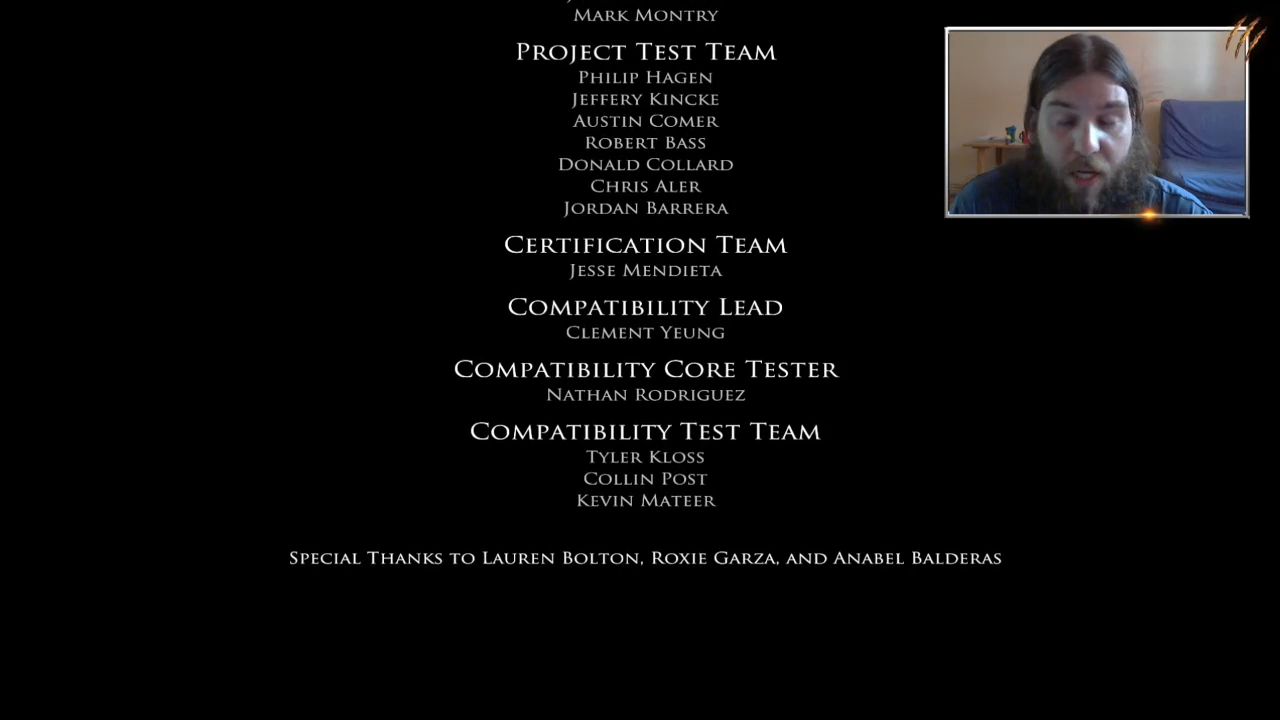 Mark Montry
Project Test Team
Philip Hagen
Jeffery Kincke
Austin Comer
Robert Bass
Donald Collard
Chris Aler
Jordan Barrera
Certification Team
Jesse Mendieta
Compatibility Lead
Clement Yeung
Compatibility Core Tester
Nathan Rodriguez
Compatibility Test Team
Tyler Kloss
Collin Post
Kevin Mateer
Special Thanks to Lauren Bolton, Roxie Garza, and Anabel Balderas